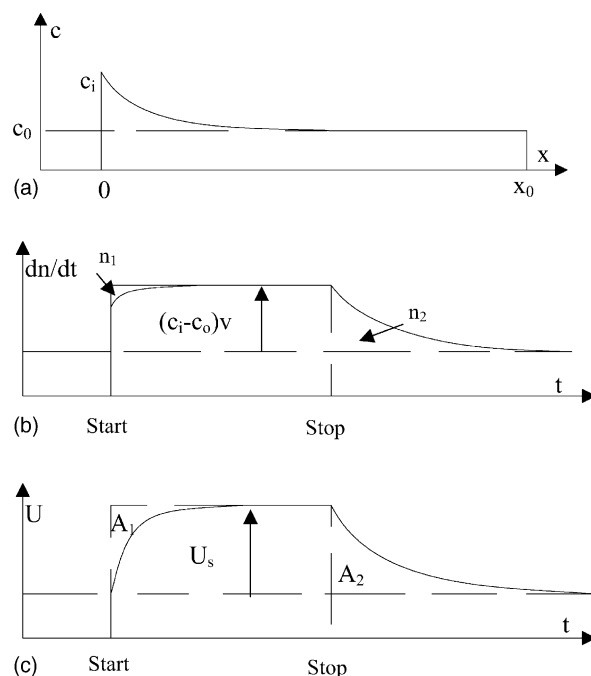 c
c_i
c_0
x
(a)
0
x_0
dn/dt
n_1
(c_i-c_o)v
n_2
t
(b)
Start
Stop
U
A_1
U_s
A_2
t
(c)
Start
Stop